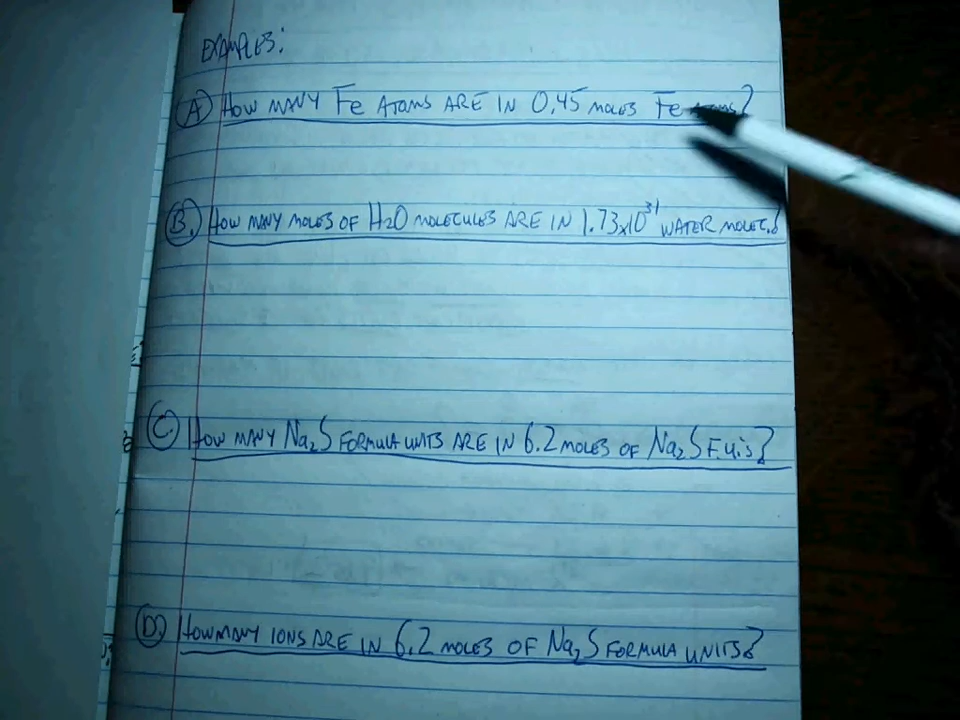 EXAMPLES:
A HOW MANY Fe ATOMS ARE IN 0.45 MOLES Fe ATOMS?
B. HOW MANY MOLES OF H2O MOLECULES ARE IN 1.73x10^31 WATER MOLEC.?
C. HOW MANY Na2S FORMULA UNITS ARE IN 6.2 MOLES OF Na2S F.U.'s?
D. HOW MANY IONS ARE IN 6.2 MOLES OF Na2S FORMULA UNITS?